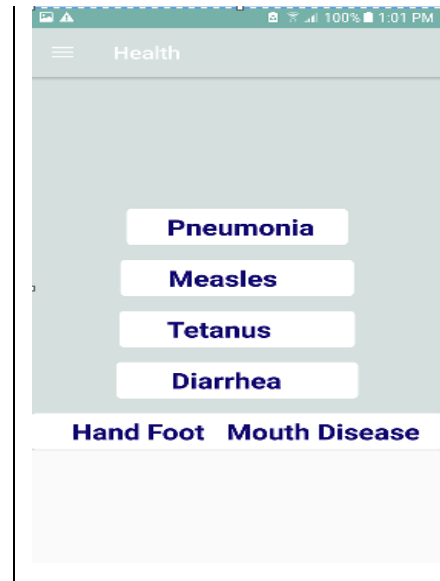 100% 1:01 PM
Health
Pneumonia
Measles
Tetanus
Diarrhea
Hand Foot Mouth Disease